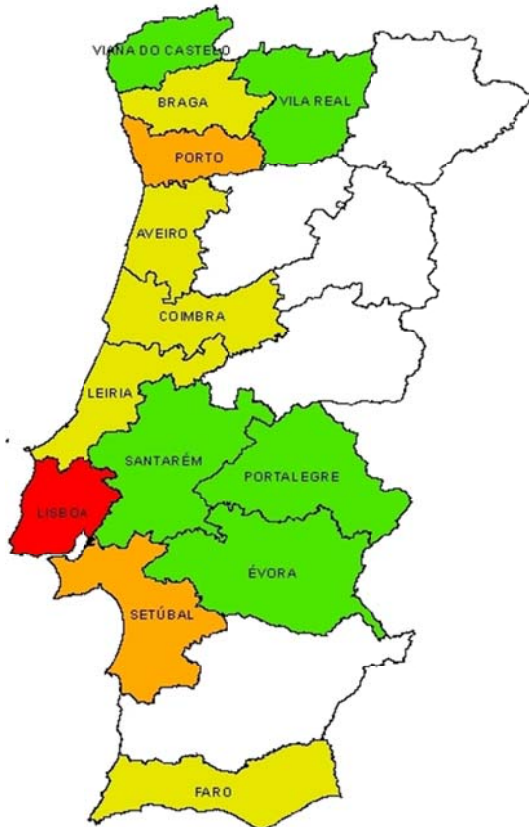 VIANA DO CASTELO
BRAGA
VILA REAL
PORTO
AVEIRO
COIMBRA
LEIRIA
SANTARÉM
PORTALEGRE
LISBOA
ÉVORA
SETÚBAL
FARO